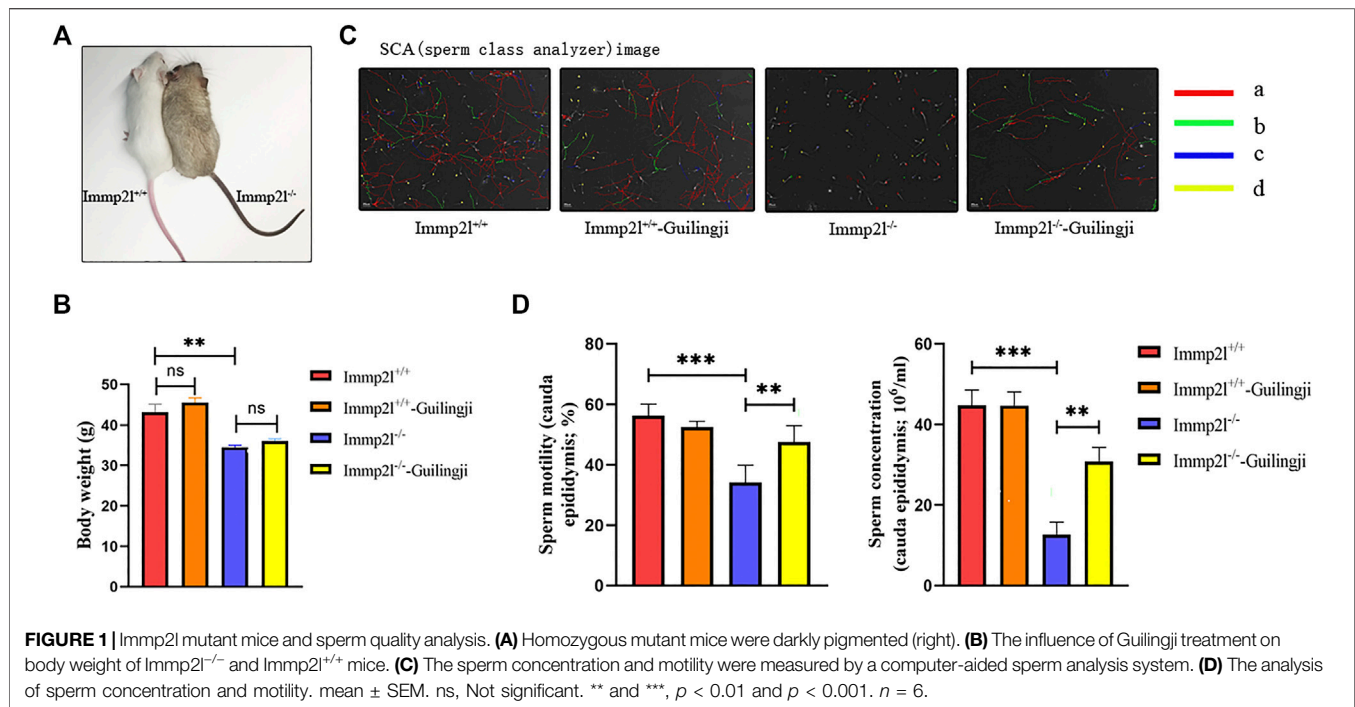 A
Immp2l+/+
Immp2l-/-
C
SCA(sperm class analyzer)image
Immp2l+/+
Immp2l+/+-Guilingji
Immp2l-/-
Immp2l-/--Guilingji
a
b
c
d
B
Body weight (g)
50
40
30
20
10
0
**
ns
ns
Immp2l+/+
Immp2l+/+-Guilingji
Immp2l-/-
Immp2l-/--Guilingji
D
Sperm motility (cauda
epididymis; %)
80
60
40
20
0
***
**
Sperm concentration
(cauda epididymis; 10⁶/ml)
60
40
20
0
***
**
Immp2l+/+
Immp2l+/+-Guilingji
Immp2l-/-
Immp2l-/--Guilingji
FIGURE 1 | Immp2l mutant mice and sperm quality analysis. (A) Homozygous mutant mice were darkly pigmented (right). (B) The influence of Guilingji treatment on
body weight of Immp2l−/− and Immp2l+/+ mice. (C) The sperm concentration and motility were measured by a computer-aided sperm analysis system. (D) The analysis
of sperm concentration and motility. mean ± SEM. ns, Not significant. ** and ***, p < 0.01 and p < 0.001. n = 6.